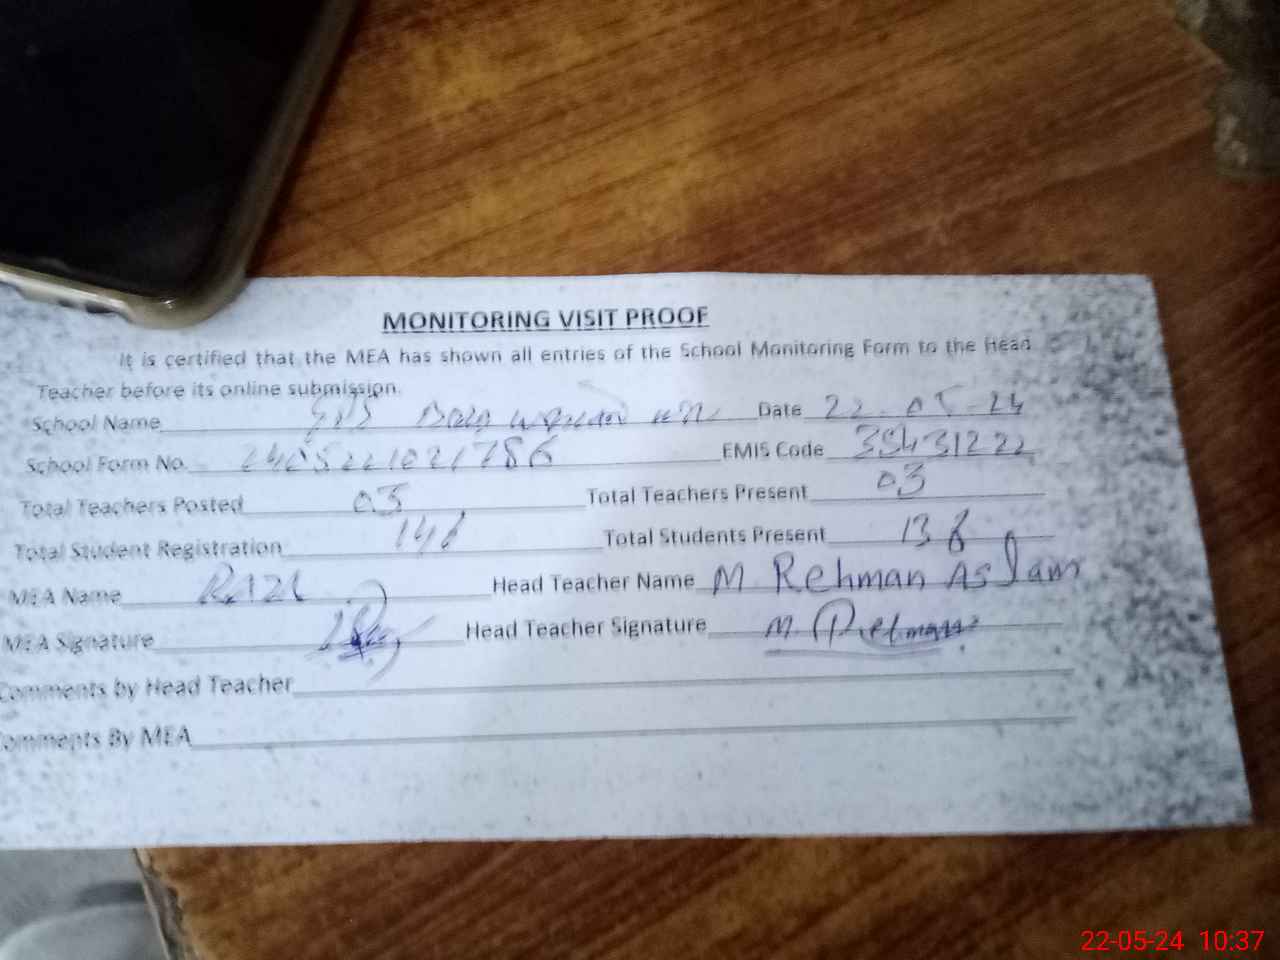 MONITORING VISIT PROOF
It is certified that the MEA has shown all entries of the School Monitoring Form to the Head
Teacher before its online submission.
School Name GPS Date 22-05-24
School Form No. 2405221021786 EMIS Code 35431222
Total Teachers Posted 03 Total Teachers Present 03
Total Student Registration 146 Total Students Present 138
MEA Name Head Teacher Name M Rehman Aslam
MEA Signature Head Teacher Signature M Rehman
Comments by Head Teacher
Comments By MEA
22-05-24 10:37